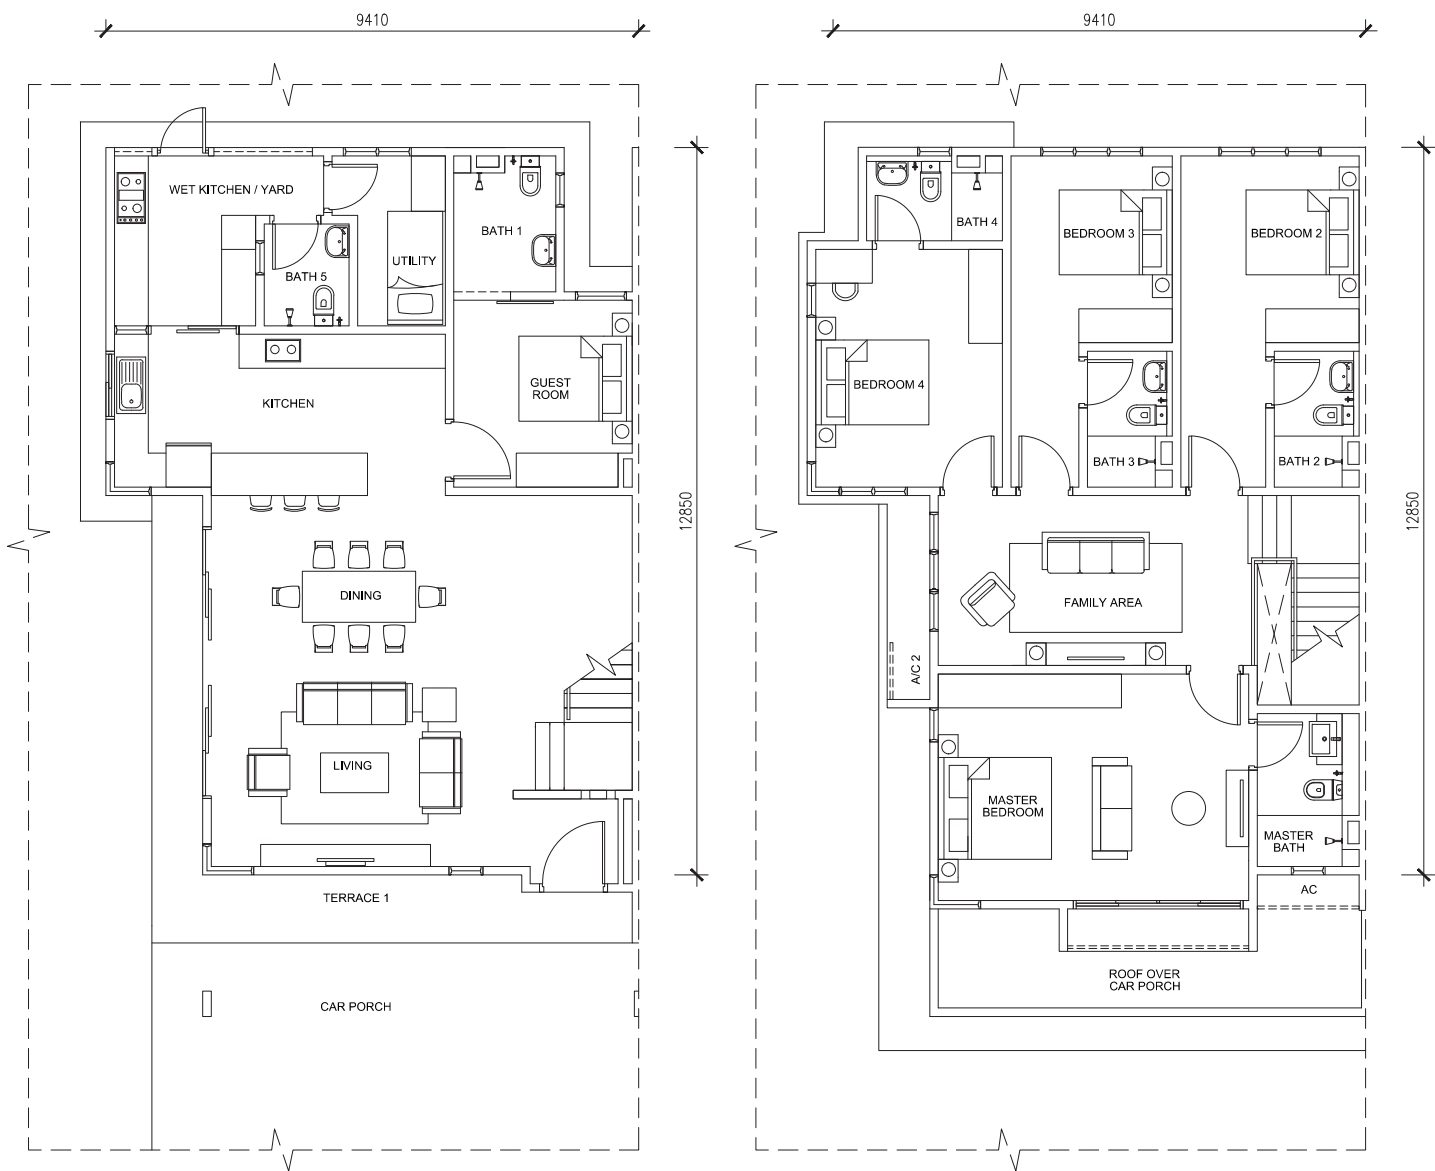 9410
WET KITCHEN / YARD
BATH 1
UTILITY
BATH 5
GUEST
ROOM
KITCHEN
12850
DINING
LIVING
TERRACE 1
CAR PORCH
9410
BATH 4
BEDROOM 3
BEDROOM 2
BEDROOM 4
BATH 3
BATH 2
12850
FAMILY AREA
A/C 2
MASTER
BEDROOM
MASTER
BATH
AC
ROOF OVER
CAR PORCH